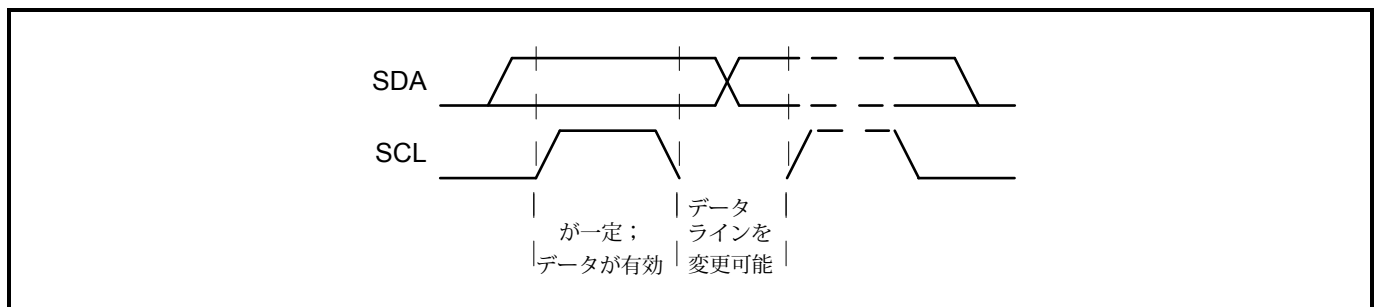 SDA
SCL
が一定；
データが有効
データ
ラインを
変更可能